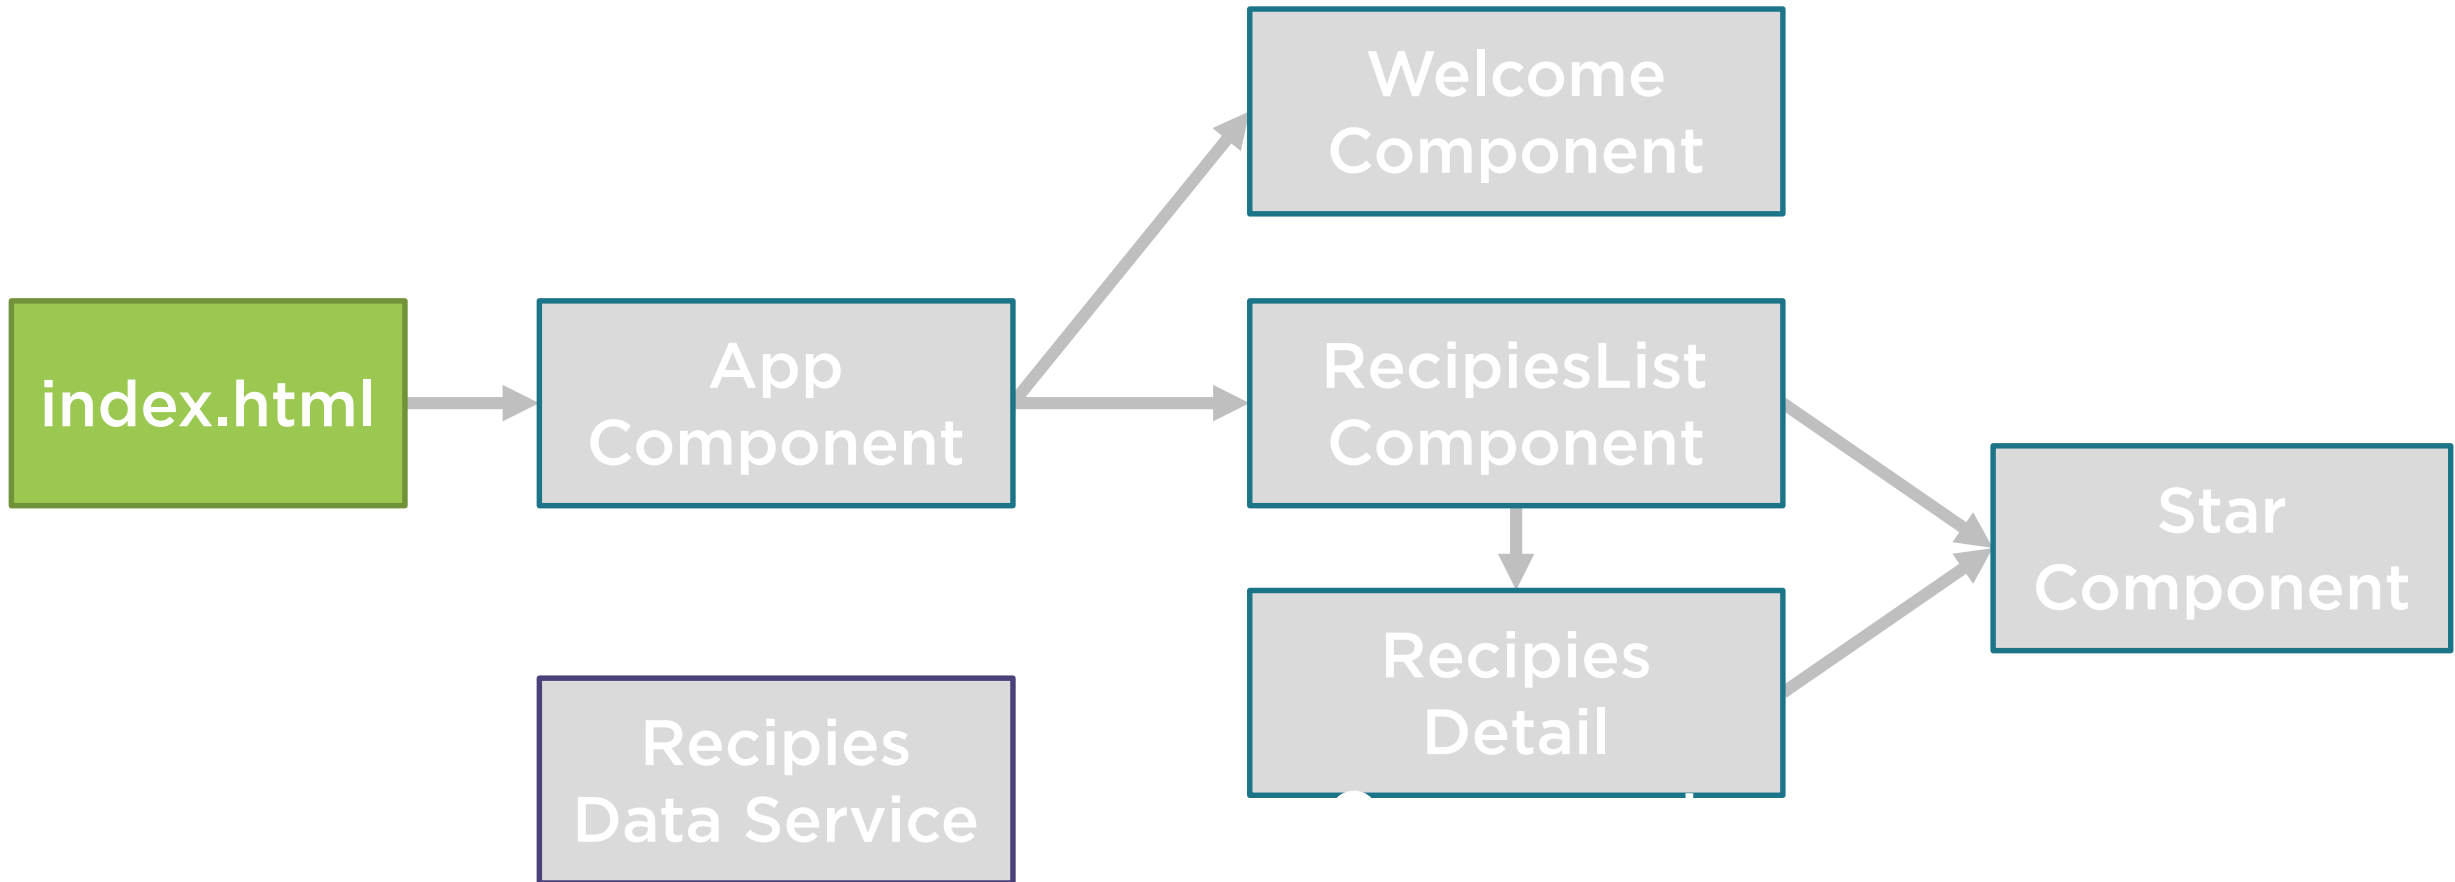 Welcome
Component
index.html
App
Component
RecipiesList
Component
Star
Component
Recipies
Detail
Recipies
Data Service